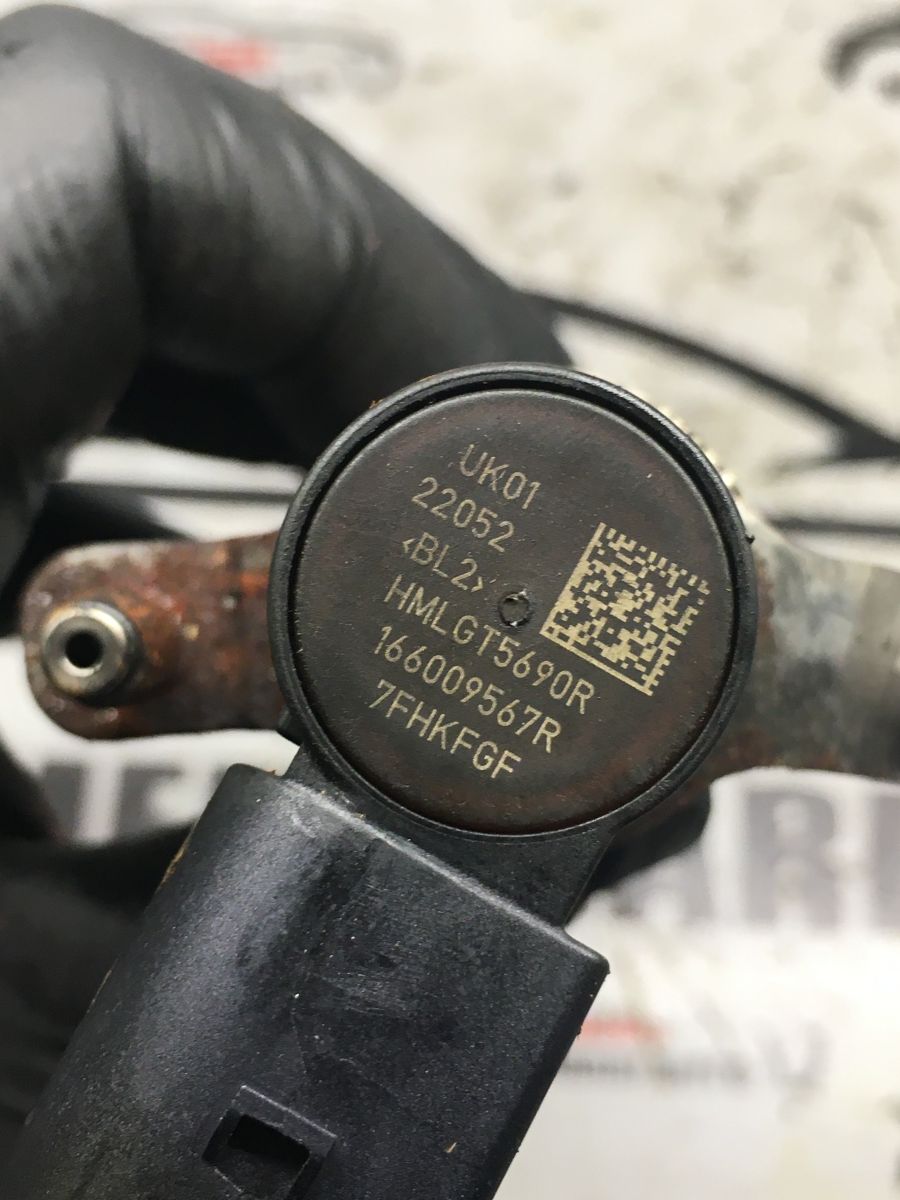 UK01
22052
<BL2>
HMLGT5690R
166009567R
7FHKFGF